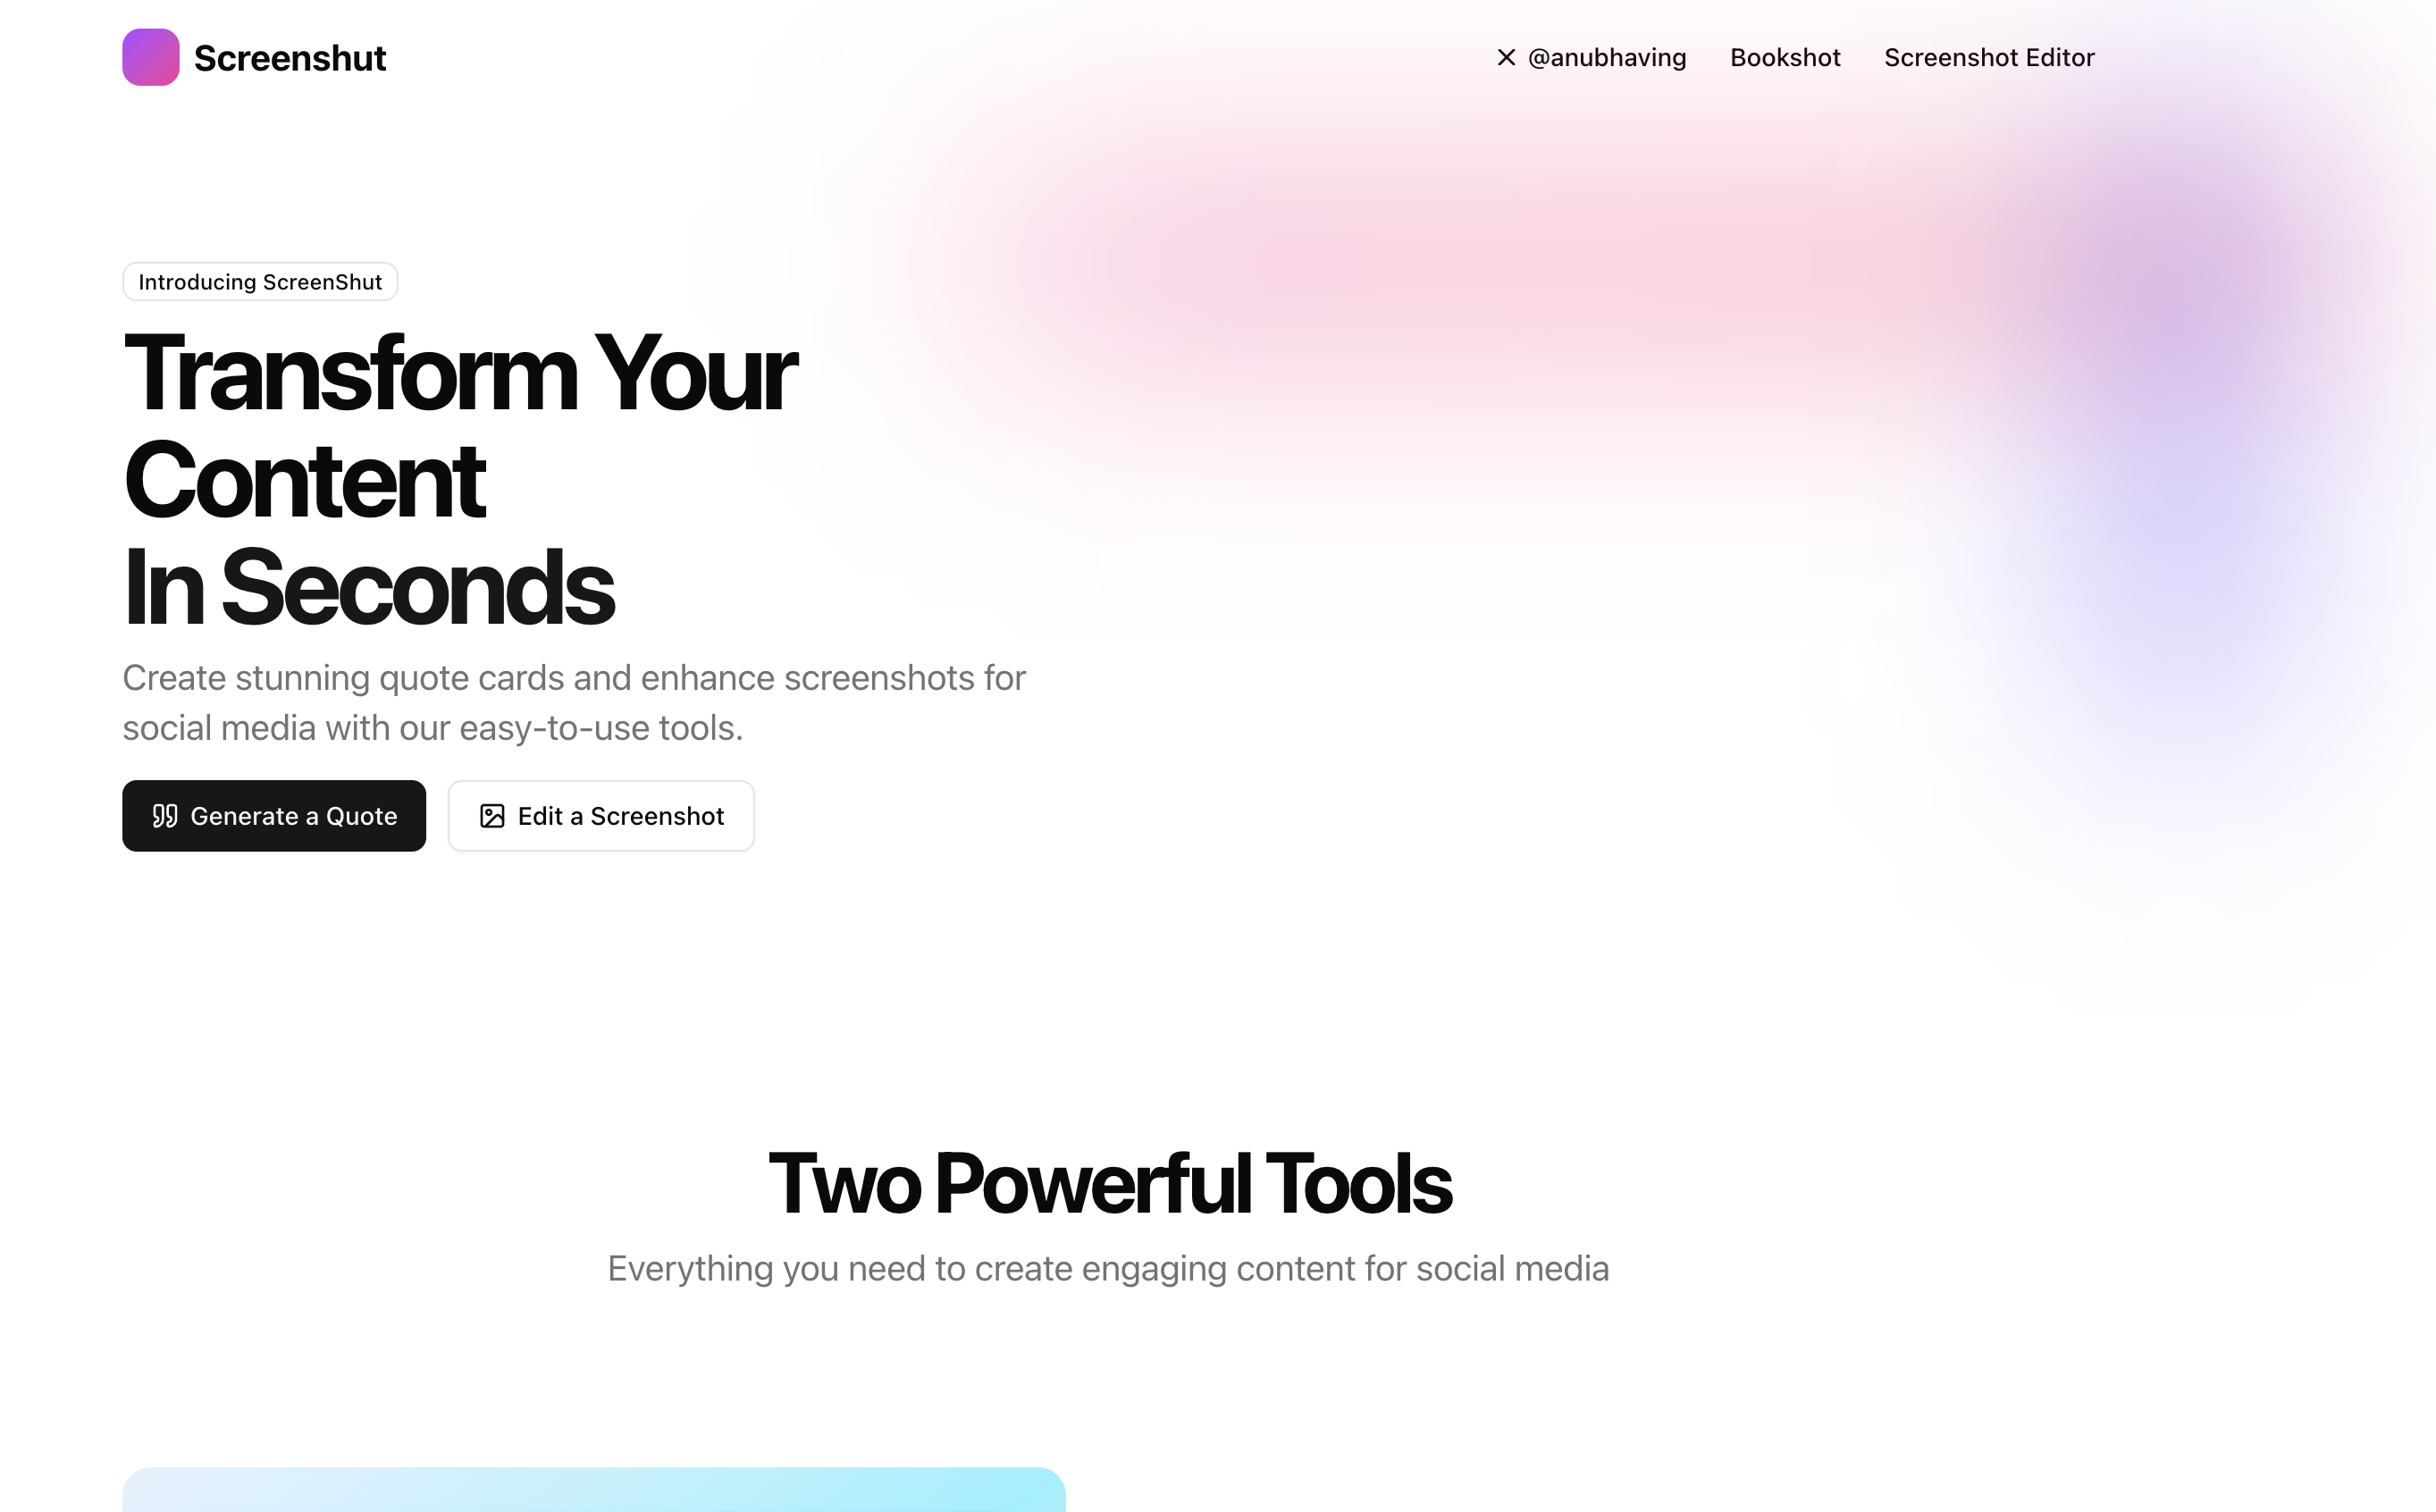 Screenshut
@anubhaving
Bookshot
Screenshot Editor
Introducing ScreenShut
Transform Your
Content
In Seconds
Create stunning quote cards and enhance screenshots for
social media with our easy-to-use tools.
Generate a Quote
Edit a Screenshot
Two Powerful Tools
Everything you need to create engaging content for social media